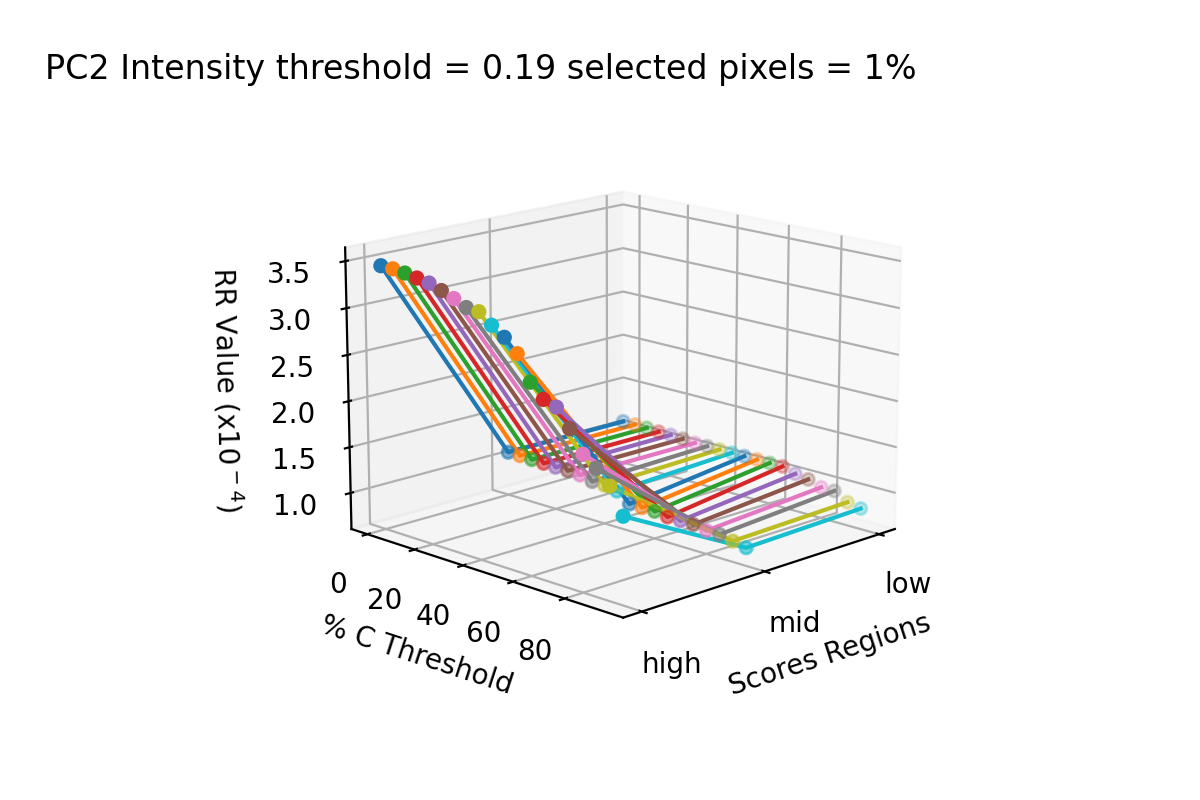 PC2 Intensity threshold = 0.19 selected pixels = 1%
3.5
3.0
2.5
2.0
1.5
1.0
RR Value (x10⁻⁴)
0
20
40
60
80
% C Threshold
high
mid
low
Scores Regions